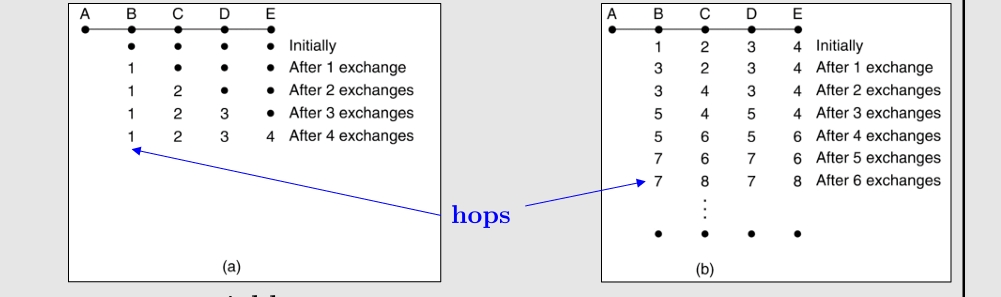 A B C D E
• • • • Initially
1 • • • After 1 exchange
1 2 • • After 2 exchanges
1 2 3 • After 3 exchanges
1 2 3 4 After 4 exchanges
(a)
hops
A B C D E
1 2 3 4 Initially
3 2 3 4 After 1 exchange
3 4 3 4 After 2 exchanges
5 4 5 4 After 3 exchanges
5 6 5 6 After 4 exchanges
7 6 7 6 After 5 exchanges
7 8 7 8 After 6 exchanges
⋮
• • • •
(b)